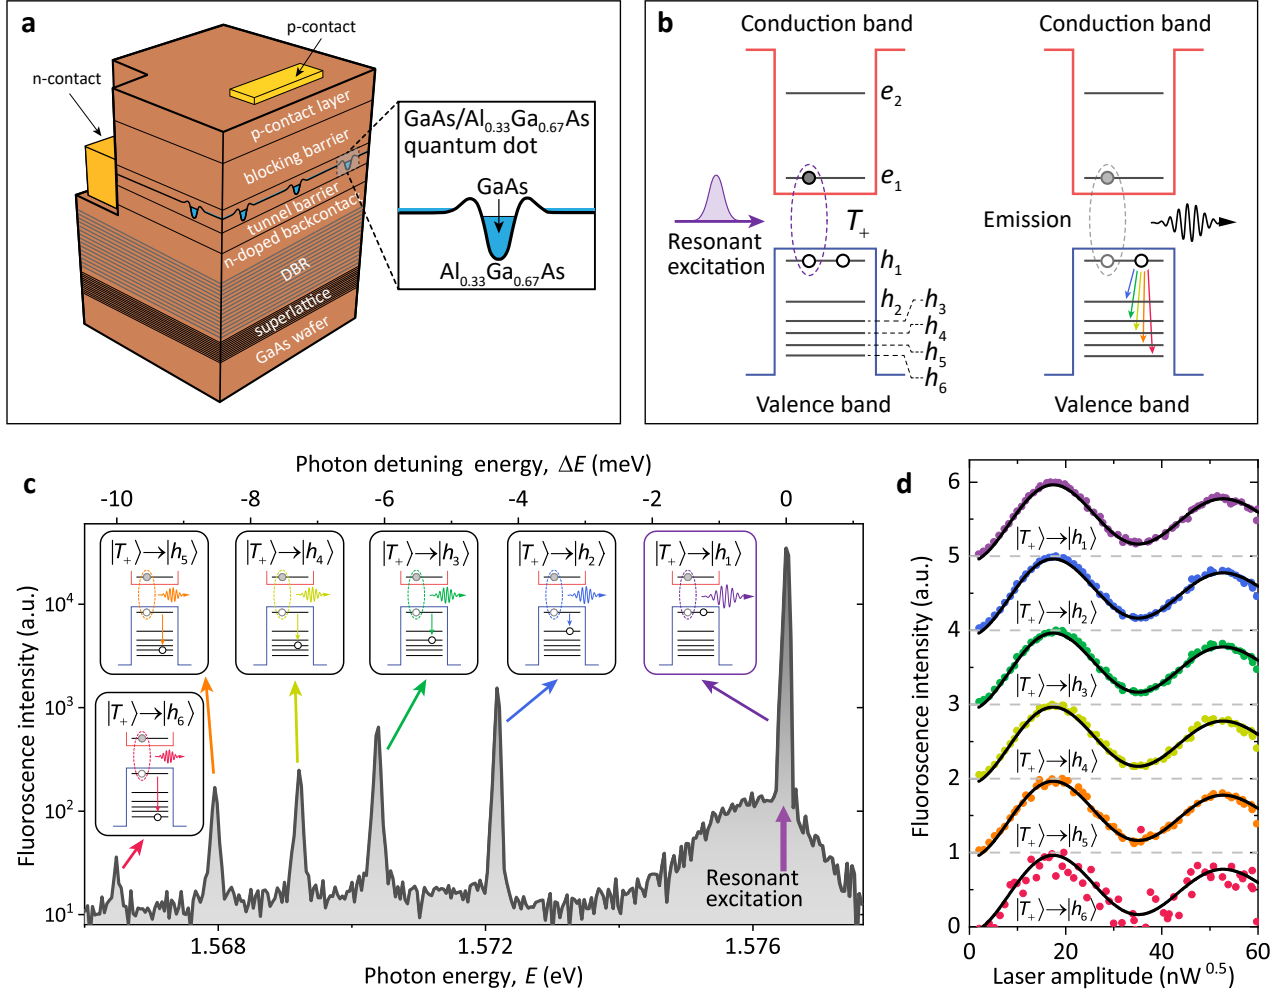 a
p-contact
n-contact
p-contact layer
blocking barrier
tunnel barrier
n-doped backcontact
DBR
superlattice
GaAs wafer
GaAs/Al0.33Ga0.67As
quantum dot
GaAs
Al0.33Ga0.67As
b
Conduction band
Conduction band
e2
e1
T+
Resonant
excitation
Emission
h1
h2
h3
h4
h5
h6
Valence band
Valence band
c
Photon detuning energy, ΔE (meV)
-10 -8 -6 -4 -2 0
|T+⟩→|h5⟩
|T+⟩→|h4⟩
|T+⟩→|h3⟩
|T+⟩→|h2⟩
|T+⟩→|h1⟩
|T+⟩→|h6⟩
Fluoroscence intensity (a.u.)
10^4
10^3
10^2
10^1
Resonant
excitation
1.568 1.572 1.576
Photon energy, E (eV)
d
Fluoroscence intensity (a.u.)
6
5
4
3
2
1
0
|T+⟩→|h1⟩
|T+⟩→|h2⟩
|T+⟩→|h3⟩
|T+⟩→|h4⟩
|T+⟩→|h5⟩
|T+⟩→|h6⟩
0 20 40 60
Laser amplitude (nW^0.5)